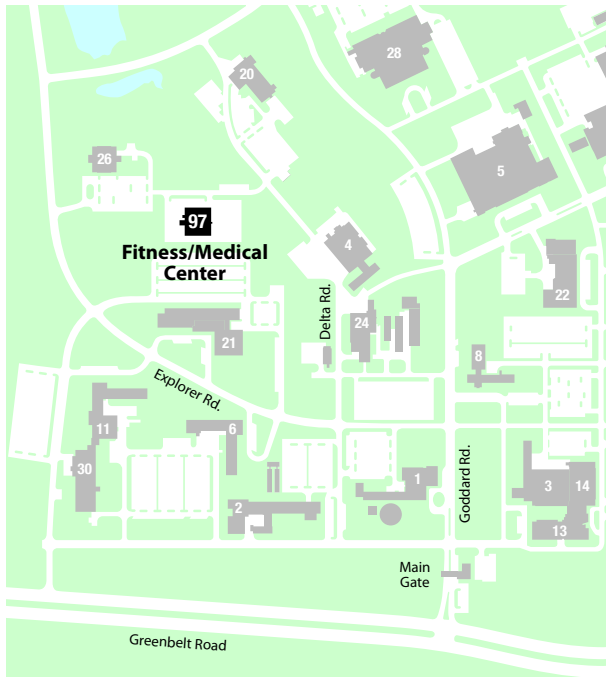 28
20
26
5
97
Fitness/Medical
Center
4
22
Delta Rd.
24
21
8
Explorer Rd.
11
6
30
Goddard Rd.
1
3
14
2
13
Main
Gate
Greenbelt Road